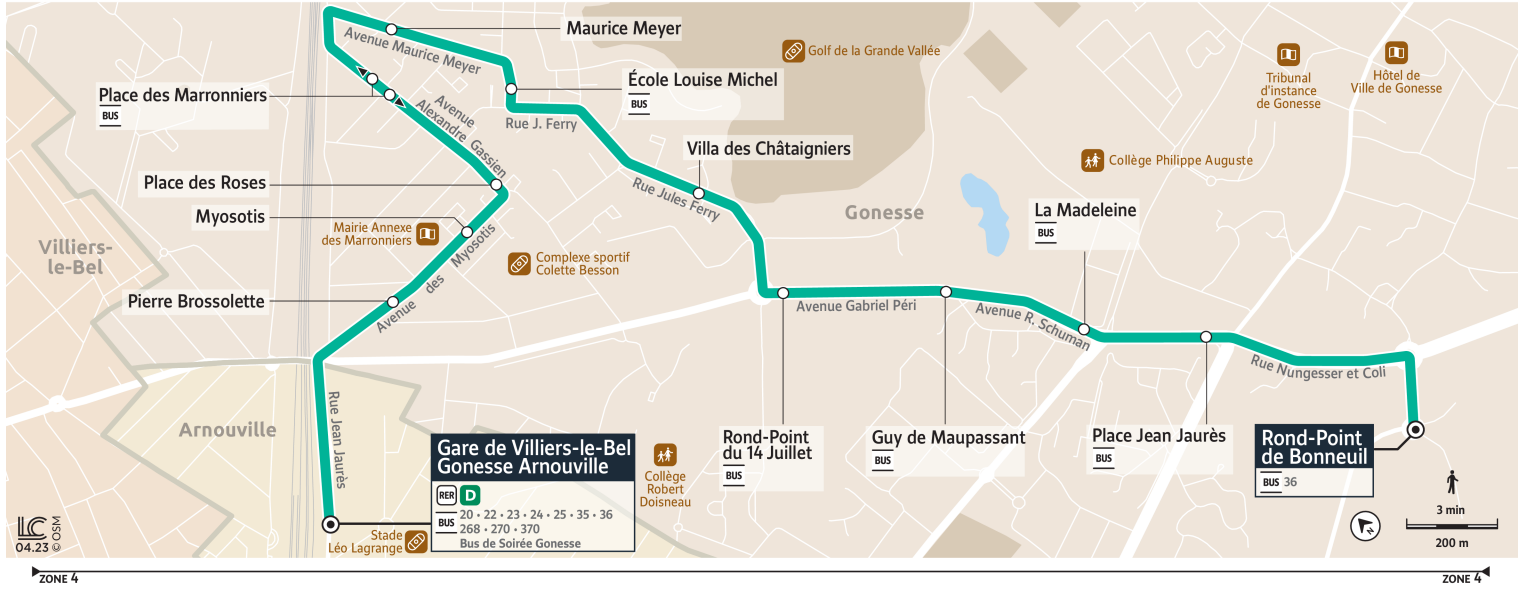 Maurice Meyer
Avenue Maurice Meyer
Golf de la Grande Vallée
Tribunal
d'instance
de Gonesse
Hôtel de
Ville de Gonesse
École Louise Michel
BUS
Place des Marronniers
BUS
Avenue
Alexandre Gassien
Rue J. Ferry
Villa des Châtaigniers
Collège Philippe Auguste
Place des Roses
Rue Jules Ferry
Myosotis
Gonesse
La Madeleine
BUS
Mairie Annexe
des Marronniers
Villiers-
le-Bel
Complexe sportif
Colette Besson
Pierre Brossolette
Avenue des Myosotis
Avenue Gabriel Péri
Avenue R. Schuman
Rue Nungesser et Coli
Rue Jean Jaurès
Arnouville
Gare de Villiers-le-Bel
Gonesse Arnouville
RER D
BUS
20 • 22 • 23 • 24 • 25 • 35 • 36
268 • 270 • 370
Bus de Soirée Gonesse
Collège
Robert
Doisneau
Rond-Point
du 14 Juillet
BUS
Guy de Maupassant
BUS
Place Jean Jaurès
BUS
Rond-Point
de Bonneuil
BUS 36
Stade
Léo Lagrange
3 min
200 m
N
LC
04.23 © OSM
ZONE 4
ZONE 4